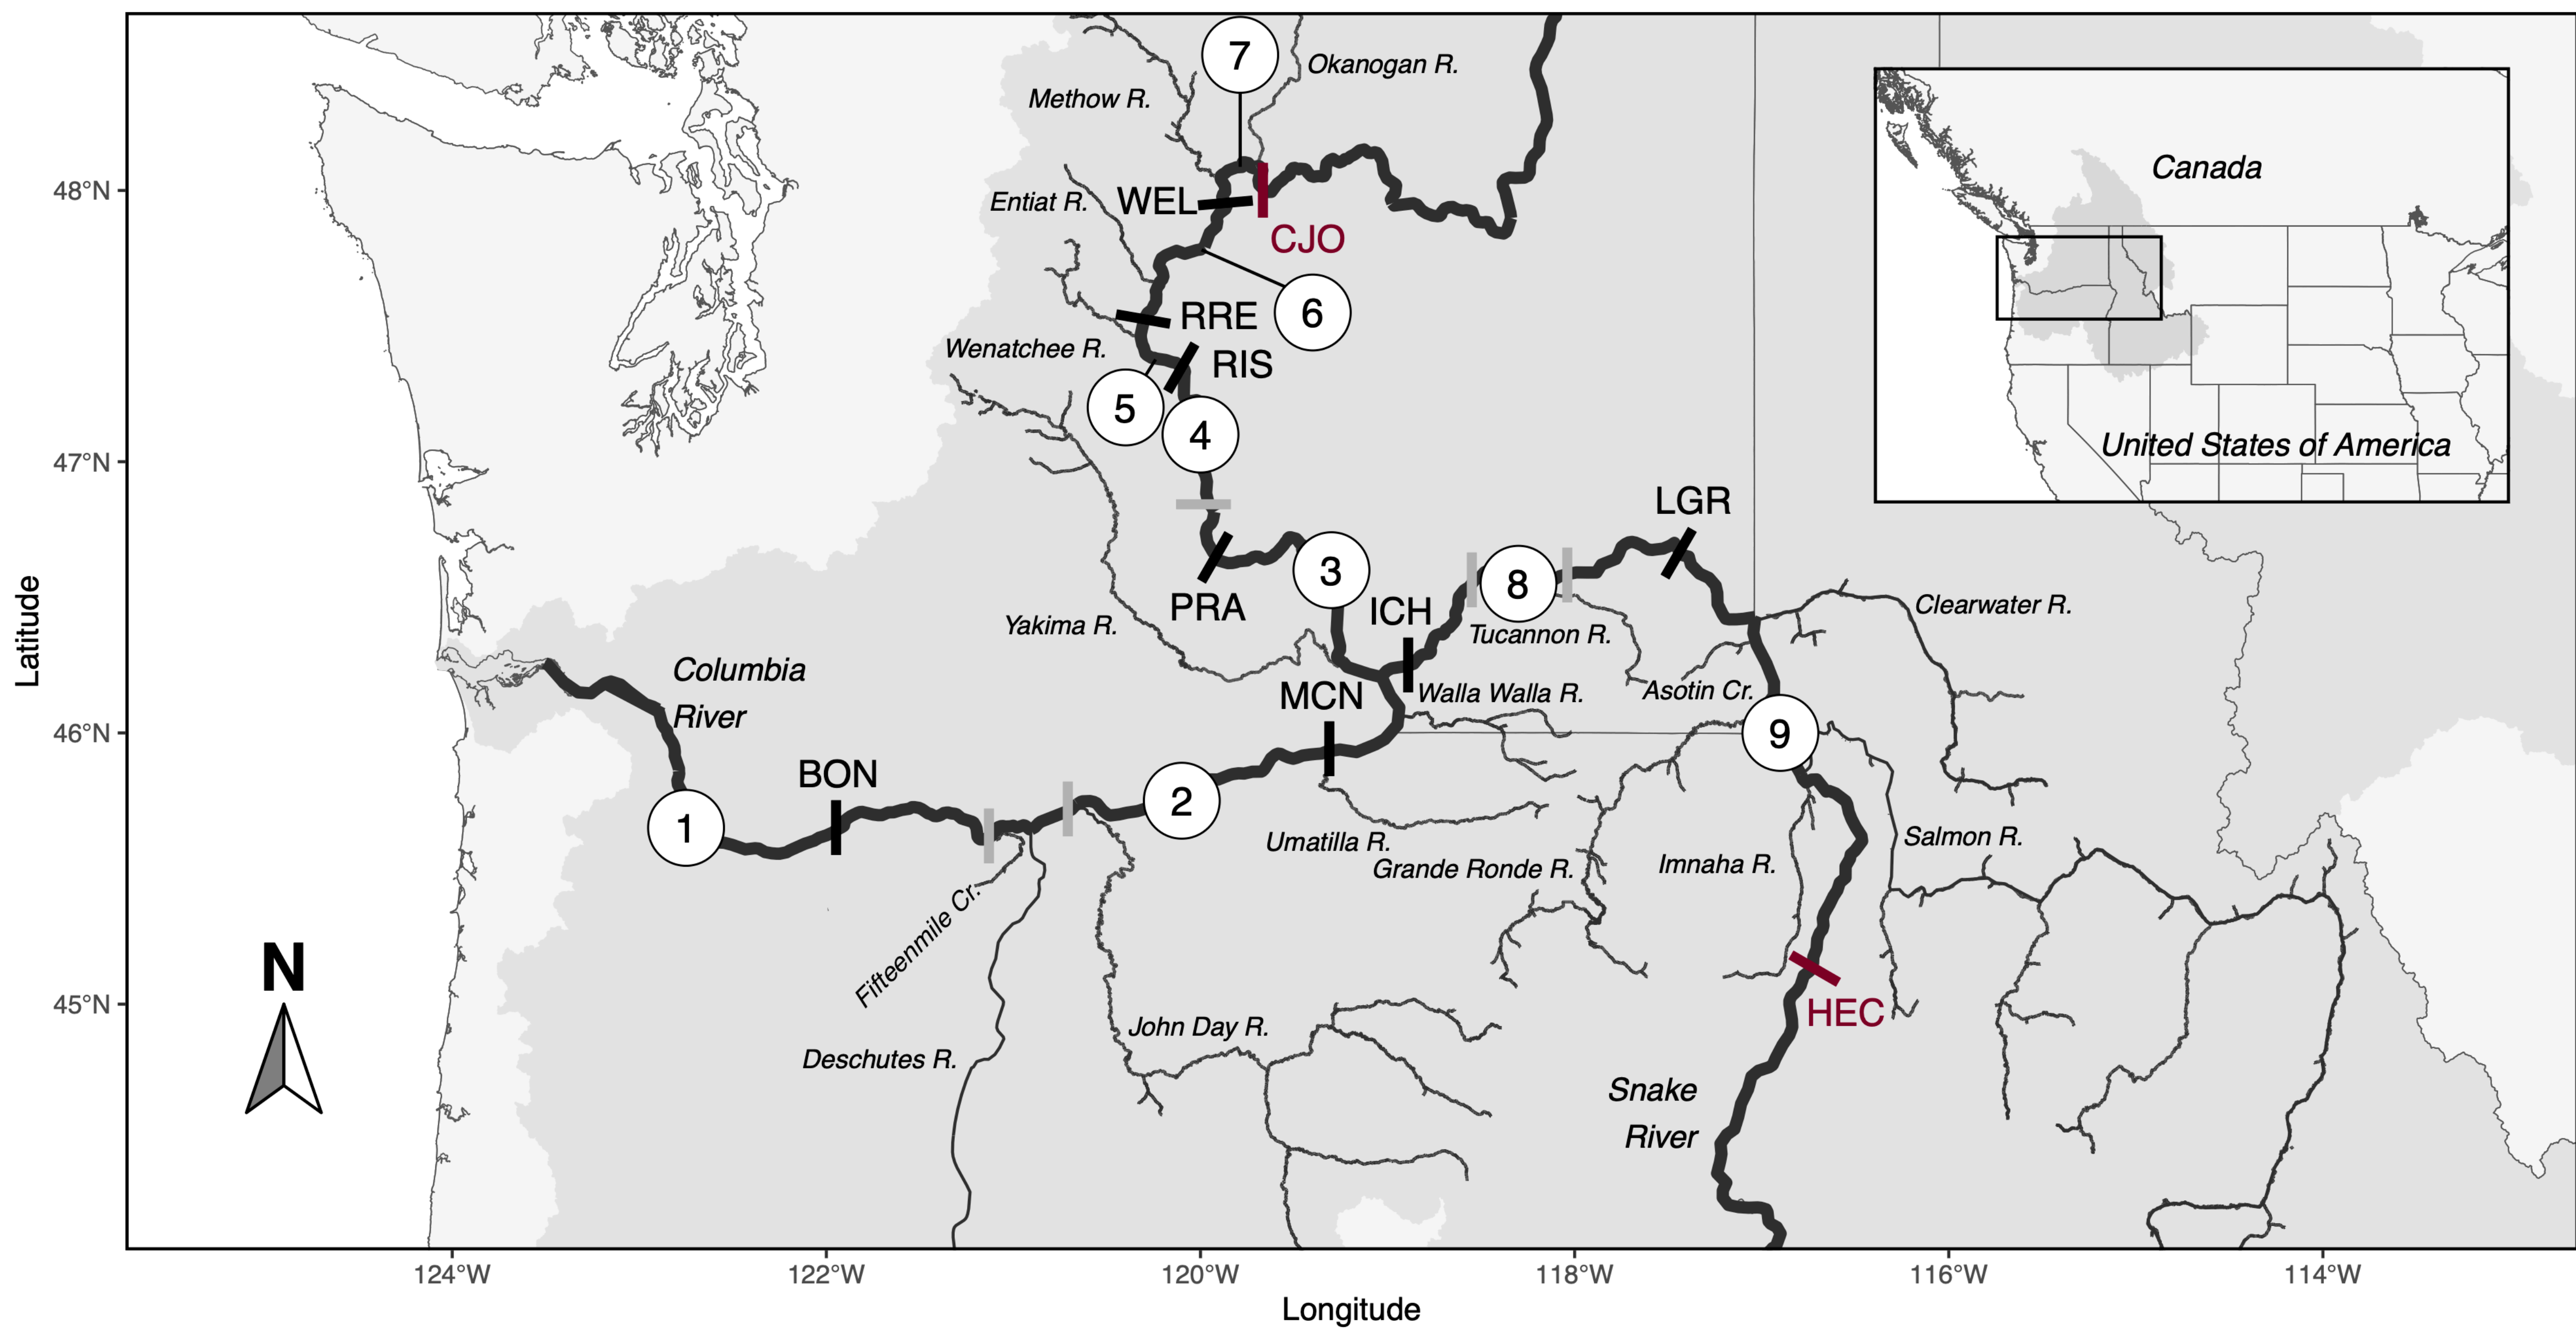 7
Okanogan R.
Methow R.
Canada
48°N
Entiat R.
WEL
CJO
6
RRE
Wenatchee R.
RIS
5
4
United States of America
47°N
LGR
3
8
PRA
ICH
Clearwater R.
Yakima R.
Tucannon R.
Latitude
Columbia
River
MCN
Walla Walla R.
Asotin Cr.
46°N
9
BON
2
1
Umatilla R.
Grande Ronde R.
Imnaha R.
Salmon R.
Fifteenmile Cr.
N
45°N
HEC
John Day R.
Deschutes R.
Snake
River
124°W
122°W
120°W
118°W
116°W
114°W
Longitude